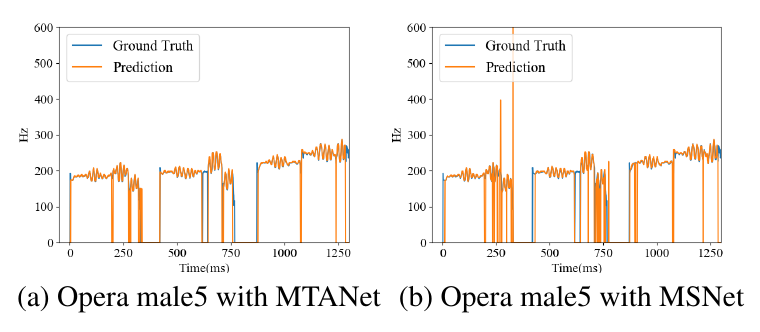 600
500
400
300
200
100
0
Hz
Ground Truth
Prediction
0 250 500 750 1000 1250
Time(ms)
(a) Opera male5 with MTANet
600
500
400
300
200
100
0
Hz
Ground Truth
Prediction
0 250 500 750 1000 1250
Time(ms)
(b) Opera male5 with MSNet